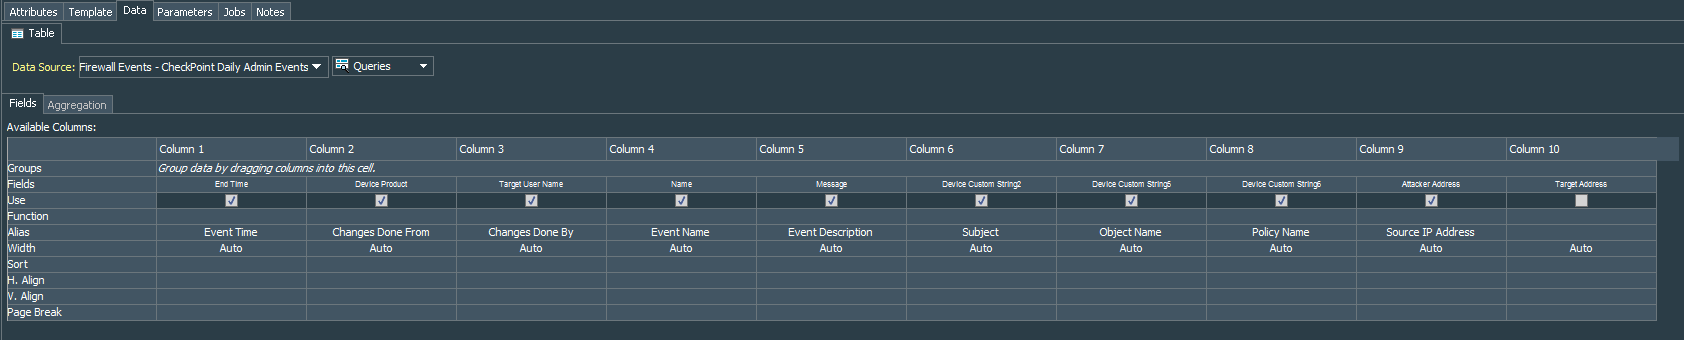 Attributes Template Data Parameters Jobs Notes
Table
Data Source: Firewall Events - CheckPoint Daily Admin Events Queries
Fields Aggregation
Available Columns:
Column 1 Column 2 Column 3 Column 4 Column 5 Column 6 Column 7 Column 8 Column 9 Column 10
Groups Group data by dragging columns into this cell.
Fields End Time Device Product Target User Name Name Message Device Custom String2 Device Custom String5 Device Custom String6 Attacker Address Target Address
Use
Function
Alias Event Time Changes Done From Changes Done By Event Name Event Description Subject Object Name Policy Name Source IP Address
Width Auto Auto Auto Auto Auto Auto Auto Auto Auto Auto
Sort
H. Align
V. Align
Page Break